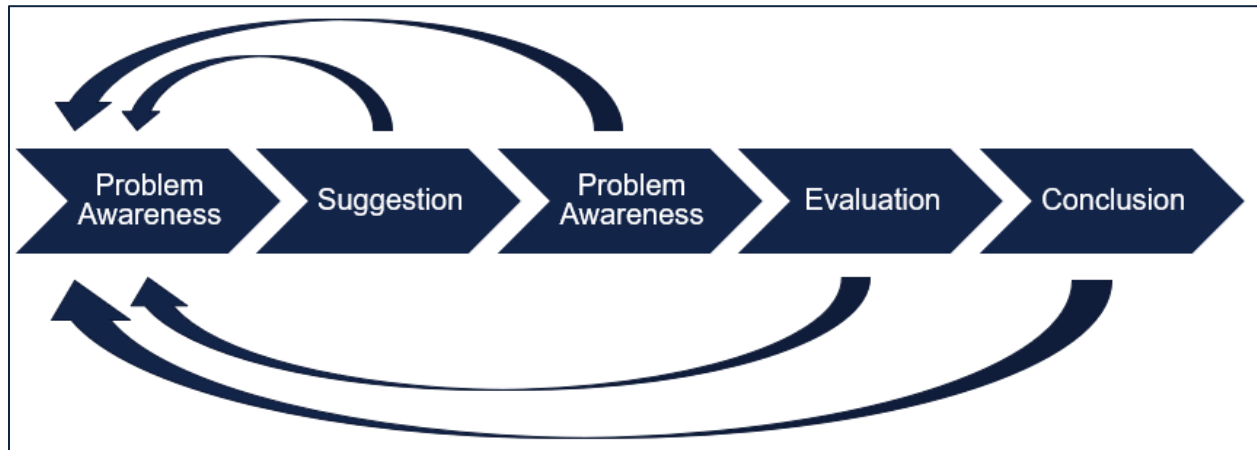 Problem
Awareness
Suggestion
Problem
Awareness
Evaluation
Conclusion